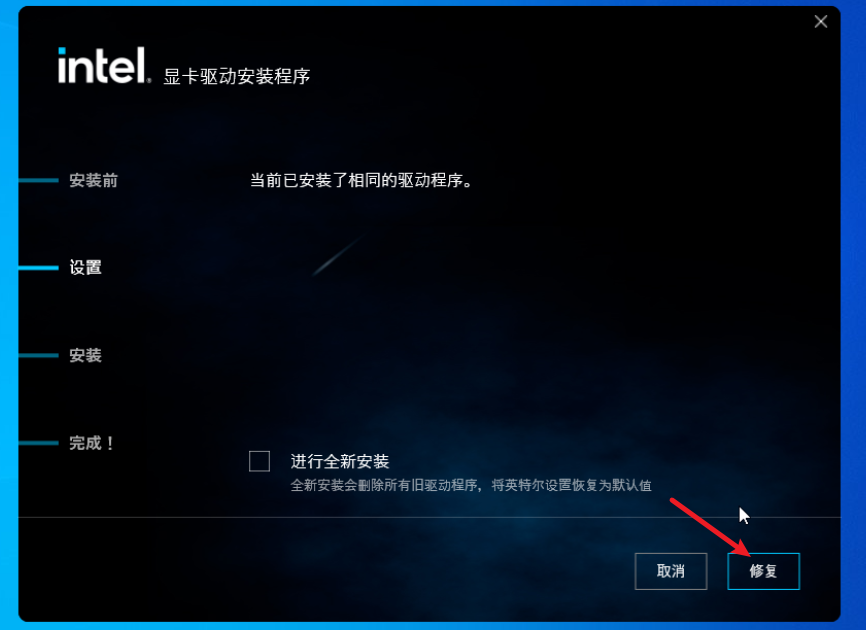 intel. 显卡驱动安装程序
安装前
当前已安装了相同的驱动程序。
设置
安装
完成！
进行全新安装
全新安装会删除所有旧驱动程序，将英特尔设置恢复为默认值
取消
修复